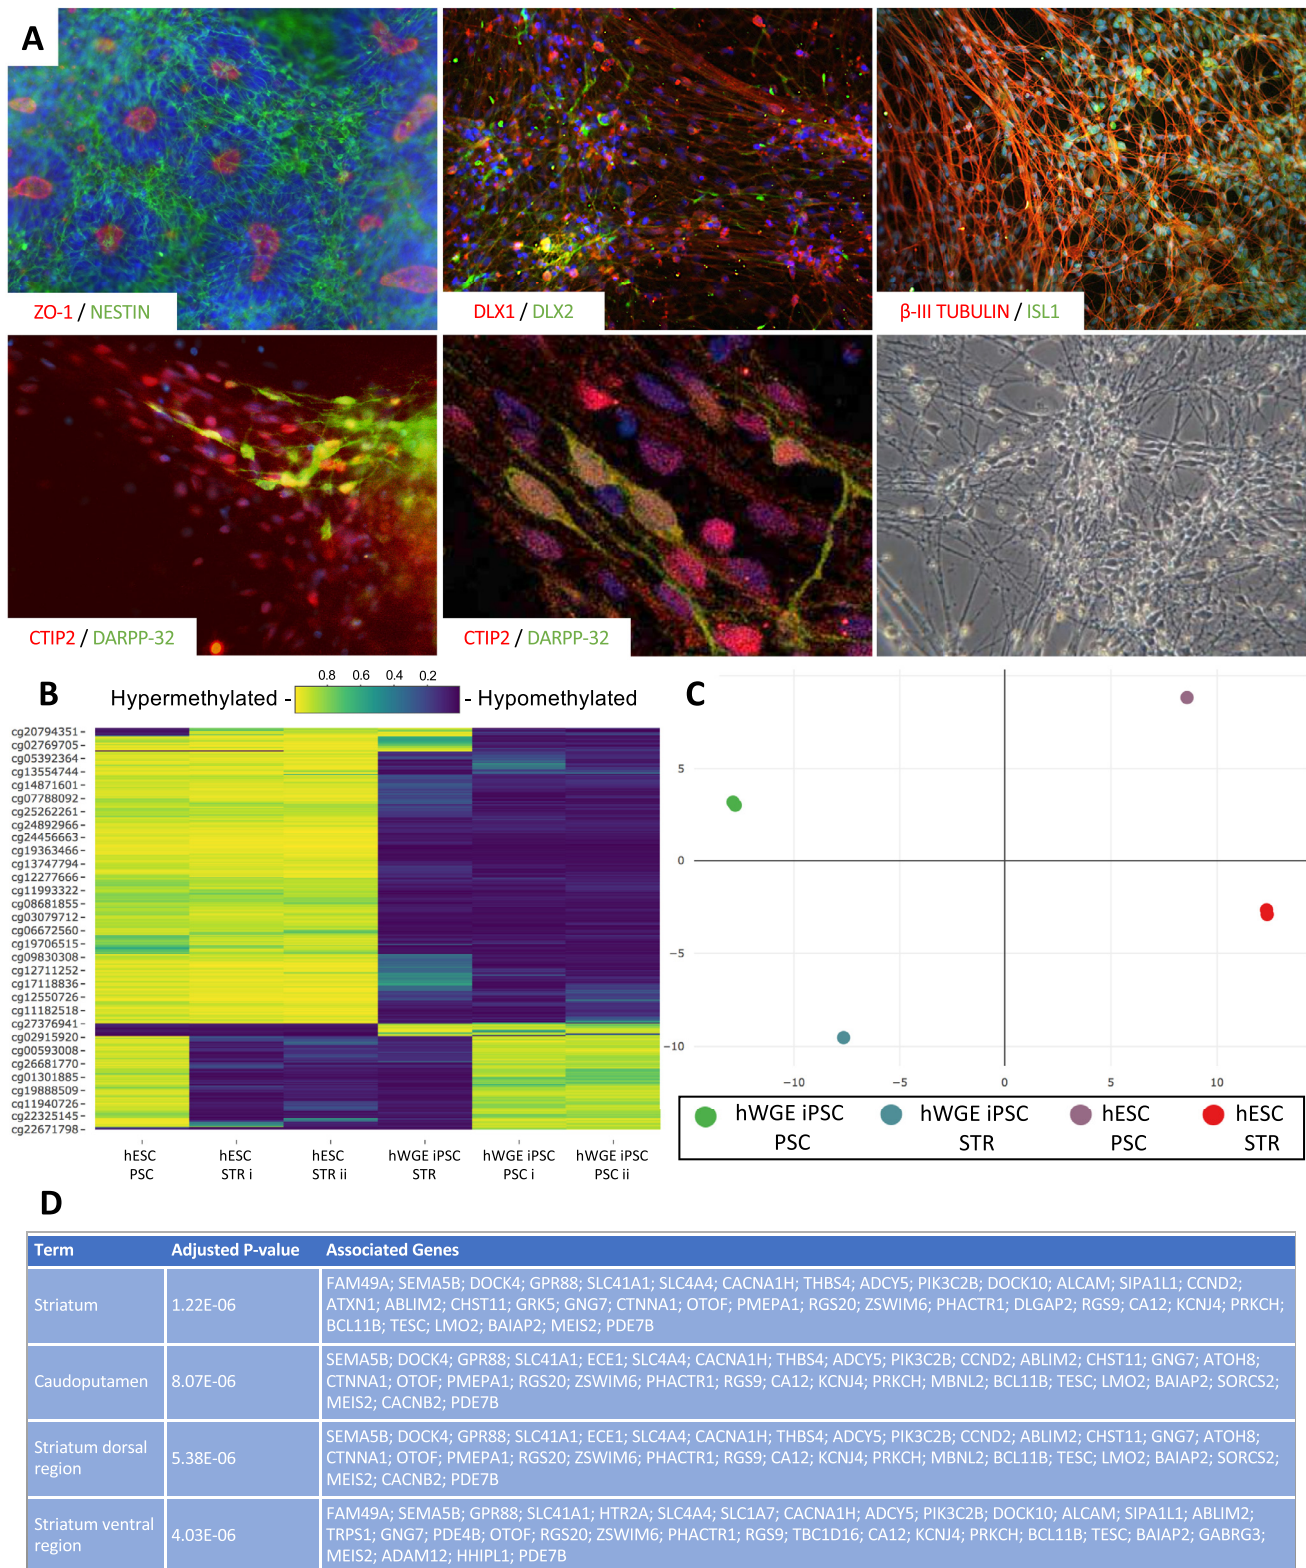 A
ZO-1 / NESTIN
DLX1 / DLX2
β-III TUBULIN / ISL1
CTIP2 / DARPP-32
CTIP2 / DARPP-32
B
0.8 0.6 0.4 0.2
Hypermethylated - - Hypomethylated
cg20794351
cg02769705
cg05392364
cg13554744
cg14871601
cg07788092
cg25262261
cg24892966
cg24456663
cg19363466
cg13747794
cg12277666
cg11993322
cg08681855
cg03079712
cg06672560
cg19706515
cg09830308
cg12711252
cg17118836
cg12550726
cg11182518
cg27376941
cg02915920
cg00593008
cg26681770
cg01301885
cg19888509
cg11940726
cg22325145
cg22671798
hESC PSC
hESC STR i
hESC STR ii
hWGE iPSC STR
hWGE iPSC PSC i
hWGE iPSC PSC ii
C
5
0
−5
−10
−10 −5 0 5 10
hWGE iPSC PSC
hWGE iPSC STR
hESC PSC
hESC STR
D
Term Adjusted P-value Associated Genes
Striatum 1.22E-06
FAM49A; SEMA5B; DOCK4; GPR88; SLC41A1; SLC4A4; CACNA1H; THBS4; ADCY5; PIK3C2B; DOCK10; ALCAM; SIPA1L1; CCND2;
ATXN1; ABLIM2; CHST11; GRK5; GNG7; CTNNA1; OTOF; PMEPA1; RGS20; ZSWIM6; PHACTR1; DLGAP2; RGS9; CA12; KCNJ4; PRKCH;
BCL11B; TESC; LMO2; BAIAP2; MEIS2; PDE7B
Caudoputamen 8.07E-06
SEMA5B; DOCK4; GPR88; SLC41A1; ECE1; SLC4A4; CACNA1H; THBS4; ADCY5; PIK3C2B; CCND2; ABLIM2; CHST11; GNG7; ATOH8;
CTNNA1; OTOF; PMEPA1; RGS20; ZSWIM6; PHACTR1; RGS9; CA12; KCNJ4; PRKCH; MBNL2; BCL11B; TESC; LMO2; BAIAP2; SORCS2;
MEIS2; CACNB2; PDE7B
Striatum dorsal region 5.38E-06
SEMA5B; DOCK4; GPR88; SLC41A1; ECE1; SLC4A4; CACNA1H; THBS4; ADCY5; PIK3C2B; CCND2; ABLIM2; CHST11; GNG7; ATOH8;
CTNNA1; OTOF; PMEPA1; RGS20; ZSWIM6; PHACTR1; RGS9; CA12; KCNJ4; PRKCH; MBNL2; BCL11B; TESC; LMO2; BAIAP2; SORCS2;
MEIS2; CACNB2; PDE7B
Striatum ventral region 4.03E-06
FAM49A; SEMA5B; GPR88; SLC41A1; HTR2A; SLC4A4; SLC1A7; CACNA1H; ADCY5; PIK3C2B; DOCK10; ALCAM; SIPA1L1; ABLIM2;
TRPS1; GNG7; PDE4B; OTOF; RGS20; ZSWIM6; PHACTR1; RGS9; TBC1D16; CA12; KCNJ4; PRKCH; BCL11B; TESC; BAIAP2; GABRG3;
MEIS2; ADAM12; HHIPL1; PDE7B